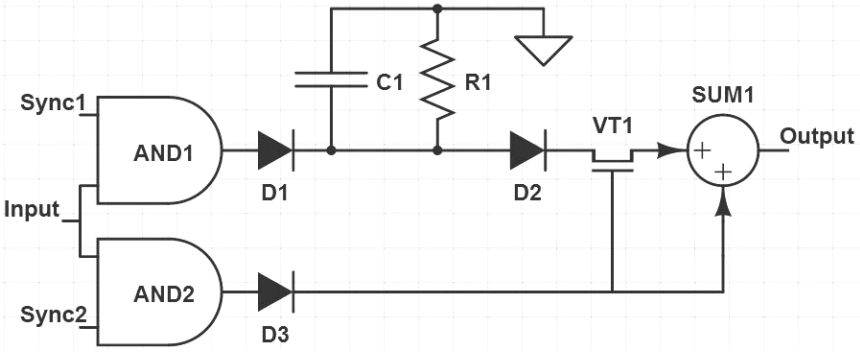 Sync1
AND1
D1
C1
R1
D2
VT1
SUM1
+
+
Output
Input
AND2
Sync2
D3